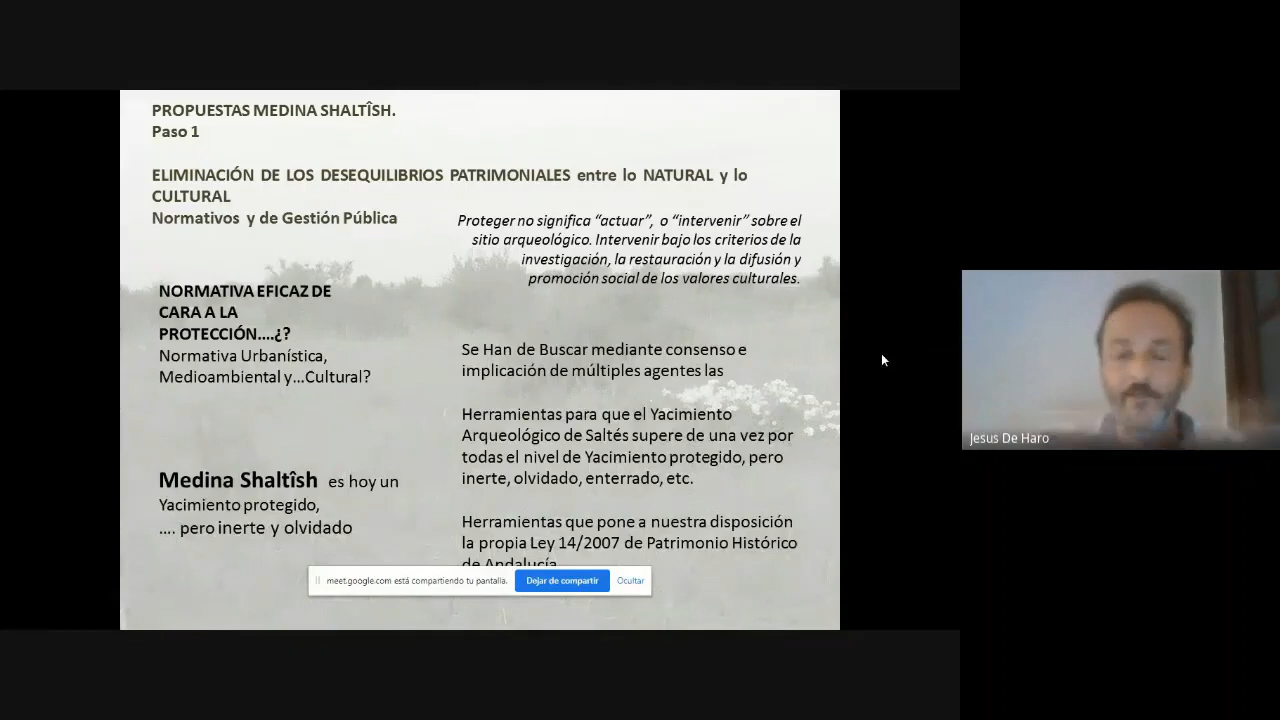 PROPUESTAS MEDINA SHALTÎSH.
Paso 1
ELIMINACIÓN DE LOS DESEQUILIBRIOS PATRIMONIALES entre lo NATURAL y lo
CULTURAL
Normativos y de Gestión Pública
Proteger no significa “actuar”, o “intervenir” sobre el
sitio arqueológico. Intervenir bajo los criterios de la
investigación, la restauración y la difusión y
promoción social de los valores culturales.
NORMATIVA EFICAZ DE
CARA A LA
PROTECCIÓN....¿?
Normativa Urbanística,
Medioambiental y...Cultural?
Medina Shaltîsh es hoy un
Yacimiento protegido,
.... pero inerte y olvidado
Se Han de Buscar mediante consenso e
implicación de múltiples agentes las
Herramientas para que el Yacimiento
Arqueológico de Saltés supere de una vez por
todas el nivel de Yacimiento protegido, pero
inerte, olvidado, enterrado, etc.
Herramientas que pone a nuestra disposición
la propia Ley 14/2007 de Patrimonio Histórico
de Andalucía
meet.google.com está compartiendo tu pantalla.
Dejar de compartir
Ocultar
Jesus De Haro